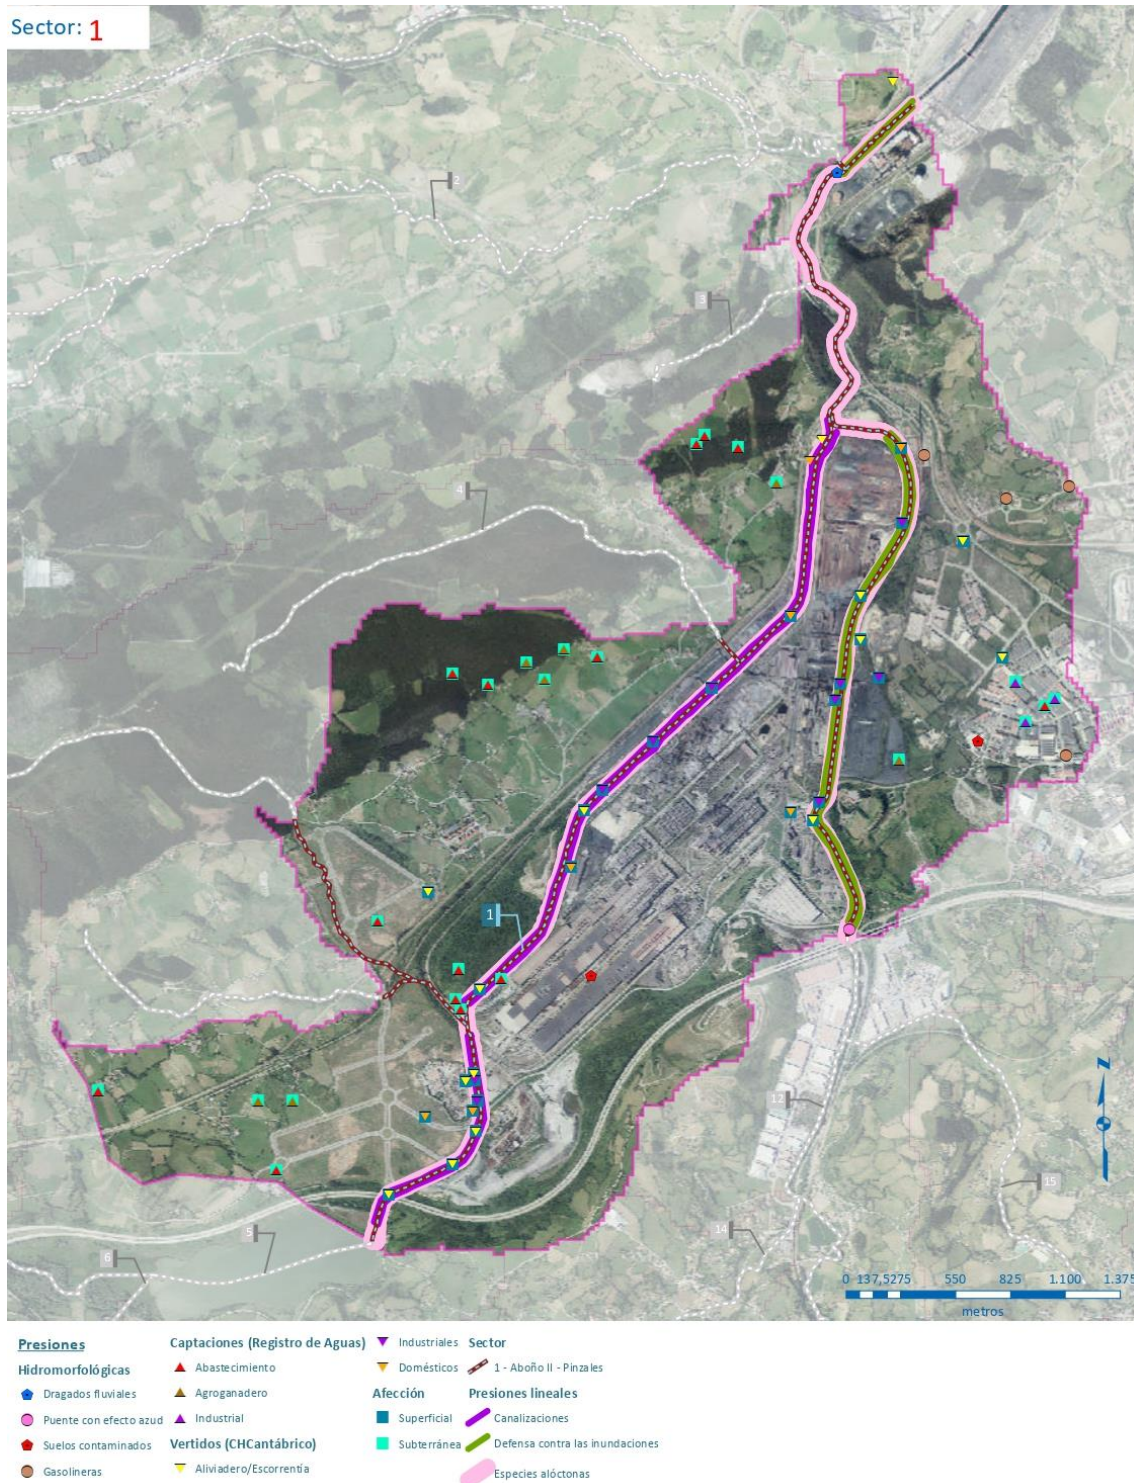 Sector: 1
2
3
4
1
12
15
14
5
6
Z
0 137,5275 550 825 1.100 1.375
metros
Presiones
Hidromorfológicas
Dragados fluviales
Puente con efecto azud
Suelos contaminados
Gasolineras
Captaciones (Registro de Aguas)
Abastecimiento
Agroganadero
Industrial
Vertidos (CHCantábrico)
Aliviadero/Escorrentía
Industriales
Domésticos
Afección
Superficial
Subterránea
Sector
1 - Aboño II - Pinzales
Presiones lineales
Canalizaciones
Defensa contra las inundaciones
Especies alóctonas